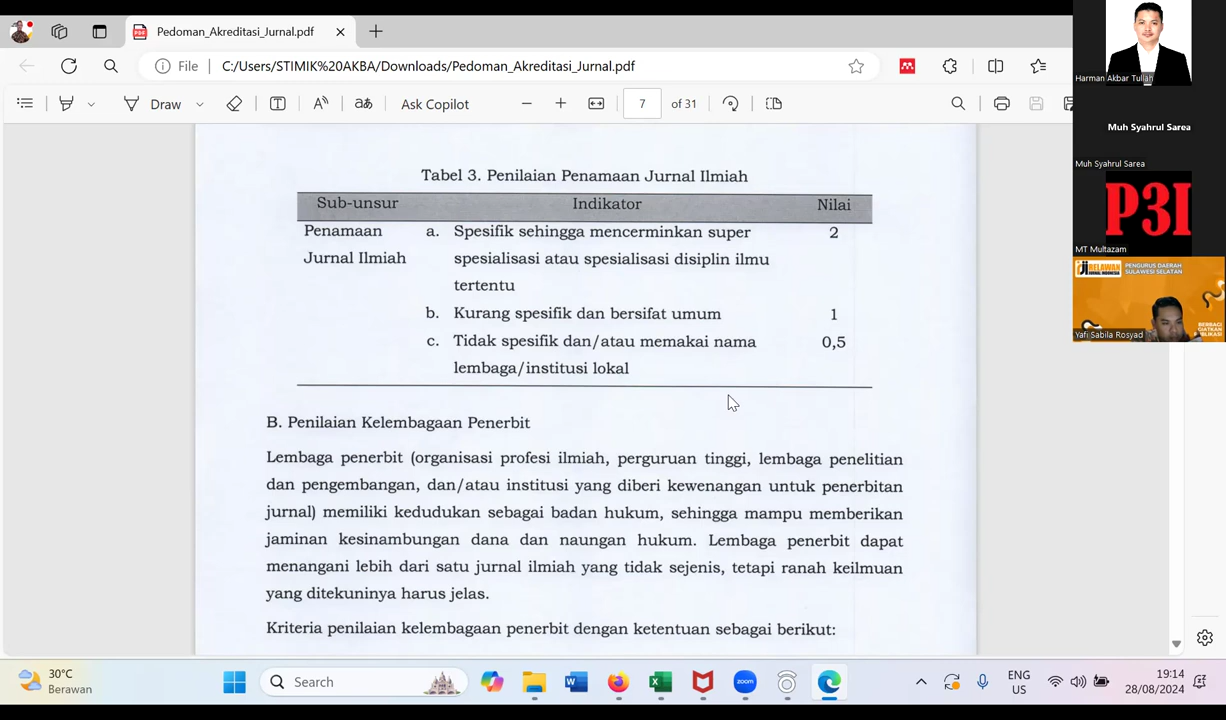 Pedoman_Akreditasi_Jurnal.pdf
File
C:/Users/STIMIK%20AKBA/Downloads/Pedoman_Akreditasi_Jurnal.pdf
Draw
Ask Copilot
7
of 31
Harman Akbar Tullah
Muh Syahrul Sarea
Muh Syahrul Sarea
P3I
MT Multazam
RELAWAN
JURNAL INDONESIA
PENGURUS DAERAH
SULAWESI SELATAN
Yafi Sabila Rosyad
Tabel 3. Penilaian Penamaan Jurnal Ilmiah
Sub-unsur Indikator Nilai
Penamaan a. Spesifik sehingga mencerminkan super 2
Jurnal Ilmiah spesialisasi atau spesialisasi disiplin ilmu
tertentu
b. Kurang spesifik dan bersifat umum 1
c. Tidak spesifik dan/atau memakai nama 0,5
lembaga/institusi lokal
B. Penilaian Kelembagaan Penerbit
Lembaga penerbit (organisasi profesi ilmiah, perguruan tinggi, lembaga penelitian
dan pengembangan, dan/atau institusi yang diberi kewenangan untuk penerbitan
jurnal) memiliki kedudukan sebagai badan hukum, sehingga mampu memberikan
jaminan kesinambungan dana dan naungan hukum. Lembaga penerbit dapat
menangani lebih dari satu jurnal ilmiah yang tidak sejenis, tetapi ranah keilmuan
yang ditekuninya harus jelas.
Kriteria penilaian kelembagaan penerbit dengan ketentuan sebagai berikut:
30°C
Berawan
Search
zoom
ENG
US
19:14
28/08/2024